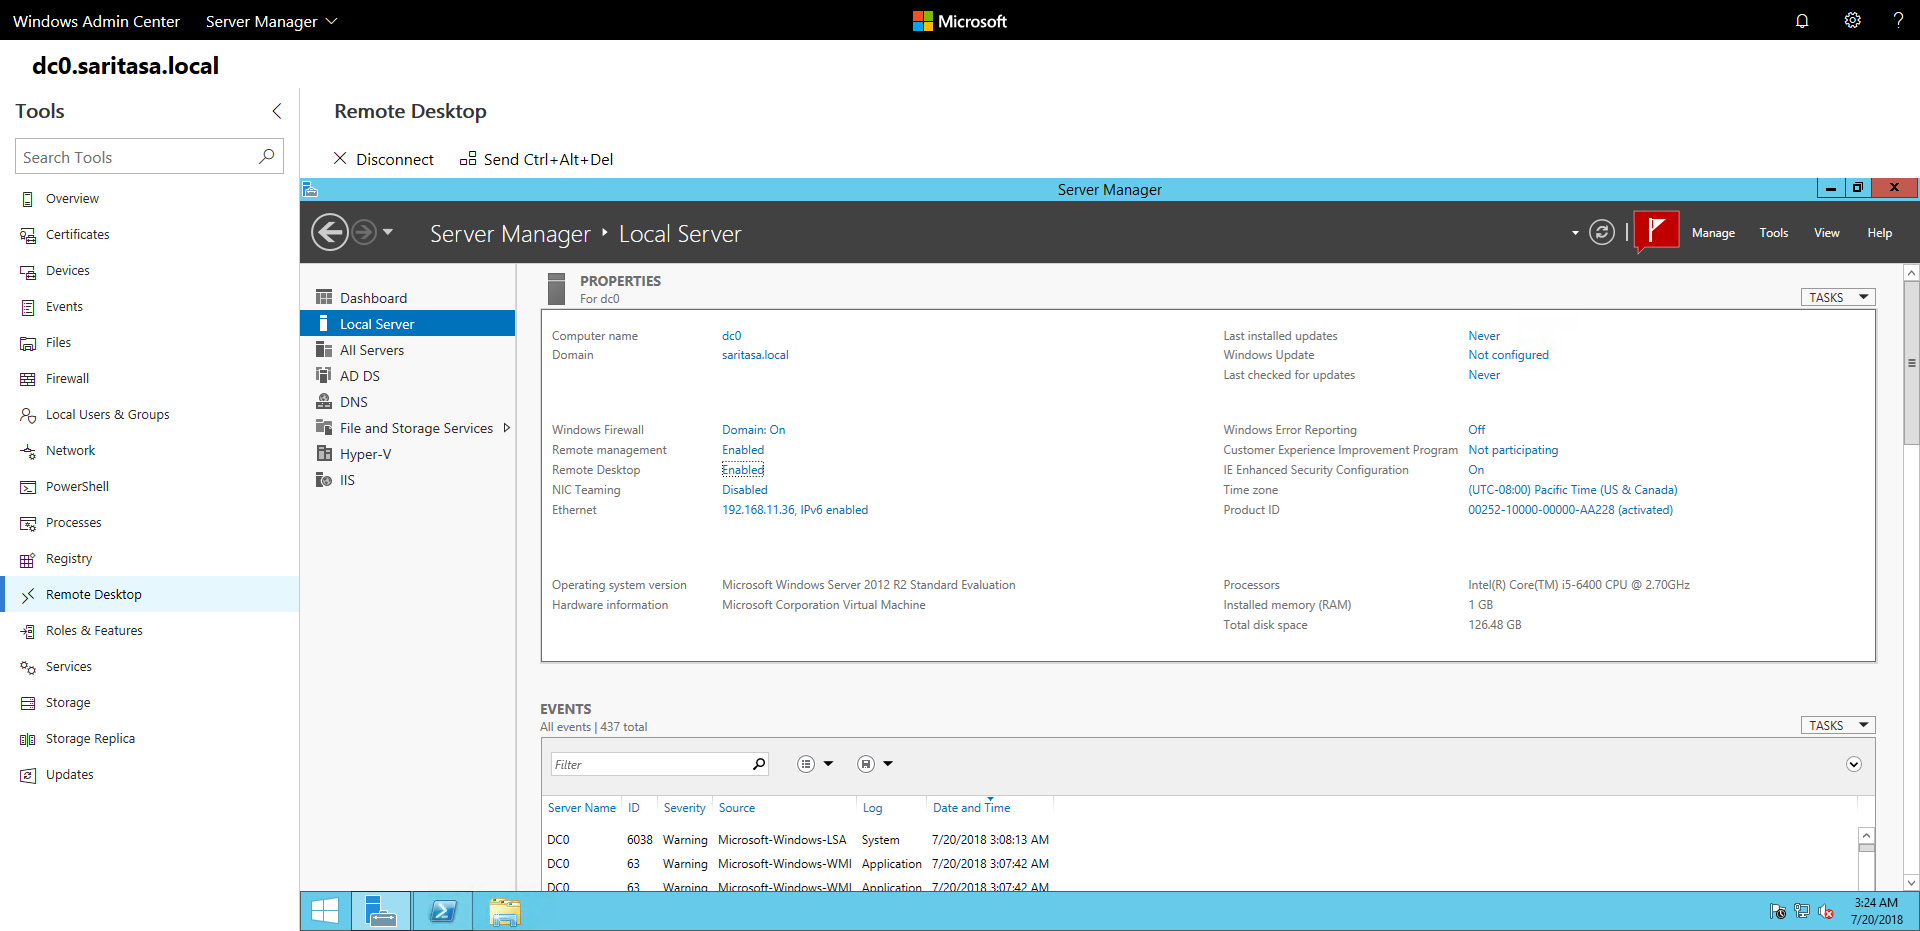 Windows Admin Center
Server Manager
Microsoft
?
dc0.saritasa.local
Tools
Search Tools
Overview
Certificates
Devices
Events
Files
Firewall
Local Users & Groups
Network
PowerShell
Processes
Registry
Remote Desktop
Roles & Features
Services
Storage
Storage Replica
Updates
Remote Desktop
Disconnect
Send Ctrl+Alt+Del
Server Manager
Server Manager Local Server
Manage Tools View Help
Dashboard
Local Server
All Servers
AD DS
DNS
File and Storage Services
Hyper-V
IIS
PROPERTIES
For dc0
TASKS
Computer name dc0
Domain saritasa.local
Last installed updates Never
Windows Update Not configured
Last checked for updates Never
Windows Firewall Domain: On
Remote management Enabled
Remote Desktop Enabled
NIC Teaming Disabled
Ethernet 192.168.11.36, IPv6 enabled
Windows Error Reporting Off
Customer Experience Improvement Program Not participating
IE Enhanced Security Configuration On
Time zone (UTC-08:00) Pacific Time (US & Canada)
Product ID 00252-10000-00000-AA228 (activated)
Operating system version Microsoft Windows Server 2012 R2 Standard Evaluation
Hardware information Microsoft Corporation Virtual Machine
Processors Intel(R) Core(TM) i5-6400 CPU @ 2.70GHz
Installed memory (RAM) 1 GB
Total disk space 126.48 GB
EVENTS
All events | 437 total
TASKS
Filter
Server Name ID Severity Source Log Date and Time
DC0 6038 Warning Microsoft-Windows-LSA System 7/20/2018 3:08:13 AM
DC0 63 Warning Microsoft-Windows-WMI Application 7/20/2018 3:07:42 AM
DC0 63 Warning Microsoft-Windows-WMI Application 7/20/2018 3:07:42 AM
3:24 AM
7/20/2018